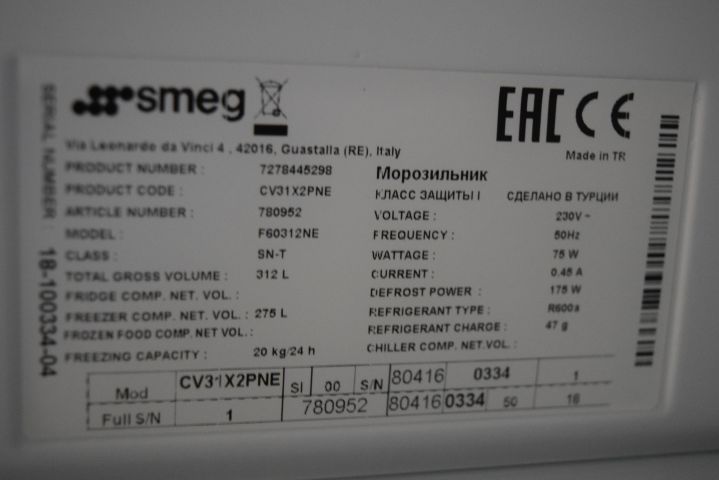 smeg
EAC CE
Via Leonardo da Vinci 4 , 42016, Guastalla (RE), Italy
Made in TR
SERIAL NUMBER : 18-100334-04
PRODUCT NUMBER : 7278445298
PRODUCT CODE : CV31X2PNE
ARTICLE NUMBER : 780952
MODEL : F60312NE
CLASS : SN-T
TOTAL GROSS VOLUME : 312 L
FRIDGE COMP. NET. VOL. :
FREEZER COMP. NET. VOL. : 275 L
FROZEN FOOD COMP. NET. VOL. :
FREEZING CAPACITY : 20 kg/24 h
Морозильник
КЛАСС ЗАЩИТЫ I СДЕЛАНО В ТУРЦИИ
VOLTAGE : 230V ~
FREQUENCY : 50Hz
WATTAGE : 75 W
CURRENT : 0.45 A
DEFROST POWER : 175 W
REFRIGERANT TYPE : R600a
REFRIGERANT CHARGE : 47 g
CHILLER COMP. NET.VOL. :
Mod CV31X2PNE SI 00 S/N 80416 0334 1
Full S/N 1 780952 80416 0334 50 16